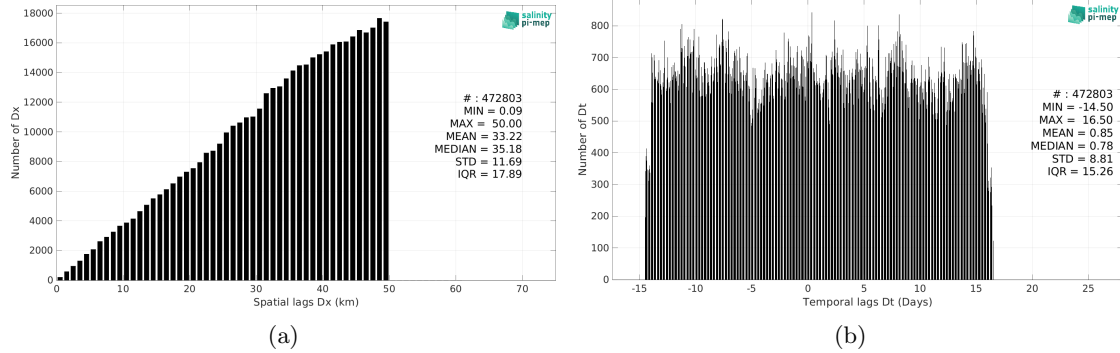 18000
16000
14000
12000
10000
8000
6000
4000
2000
0
Number of Dx
0 10 20 30 40 50 60 70
Spatial lags Dx (km)
salinity
pi-mep
# : 472803
MIN = 0.09
MAX = 50.00
MEAN = 33.22
MEDIAN = 35.18
STD = 11.69
IQR = 17.89
(a)
800
700
600
500
400
300
200
100
0
Number of Dt
-15 -10 -5 0 5 10 15 20 25
Temporal lags Dt (Days)
salinity
pi-mep
# : 472803
MIN = -14.50
MAX = 16.50
MEAN = 0.85
MEDIAN = 0.78
STD = 8.81
IQR = 15.26
(b)